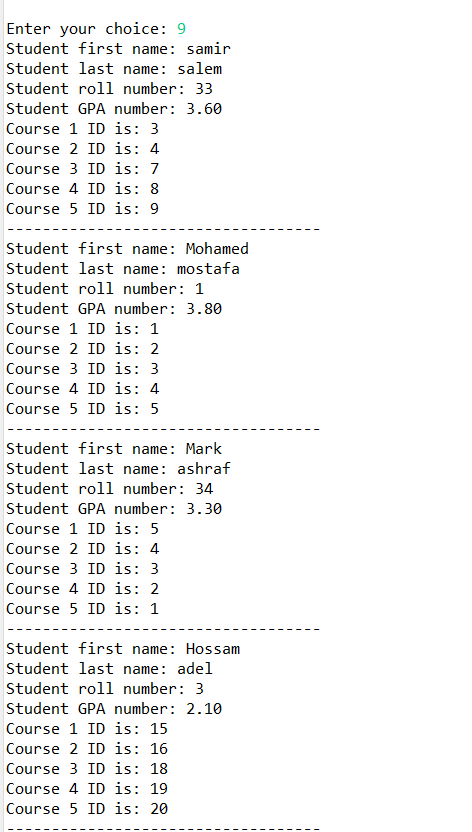 Enter your choice: 9
Student first name: samir
Student last name: salem
Student roll number: 33
Student GPA number: 3.60
Course 1 ID is: 3
Course 2 ID is: 4
Course 3 ID is: 7
Course 4 ID is: 8
Course 5 ID is: 9
-----------------------------------
Student first name: Mohamed
Student last name: mostafa
Student roll number: 1
Student GPA number: 3.80
Course 1 ID is: 1
Course 2 ID is: 2
Course 3 ID is: 3
Course 4 ID is: 4
Course 5 ID is: 5
-----------------------------------
Student first name: Mark
Student last name: ashraf
Student roll number: 34
Student GPA number: 3.30
Course 1 ID is: 5
Course 2 ID is: 4
Course 3 ID is: 3
Course 4 ID is: 2
Course 5 ID is: 1
-----------------------------------
Student first name: Hossam
Student last name: adel
Student roll number: 3
Student GPA number: 2.10
Course 1 ID is: 15
Course 2 ID is: 16
Course 3 ID is: 18
Course 4 ID is: 19
Course 5 ID is: 20
-----------------------------------